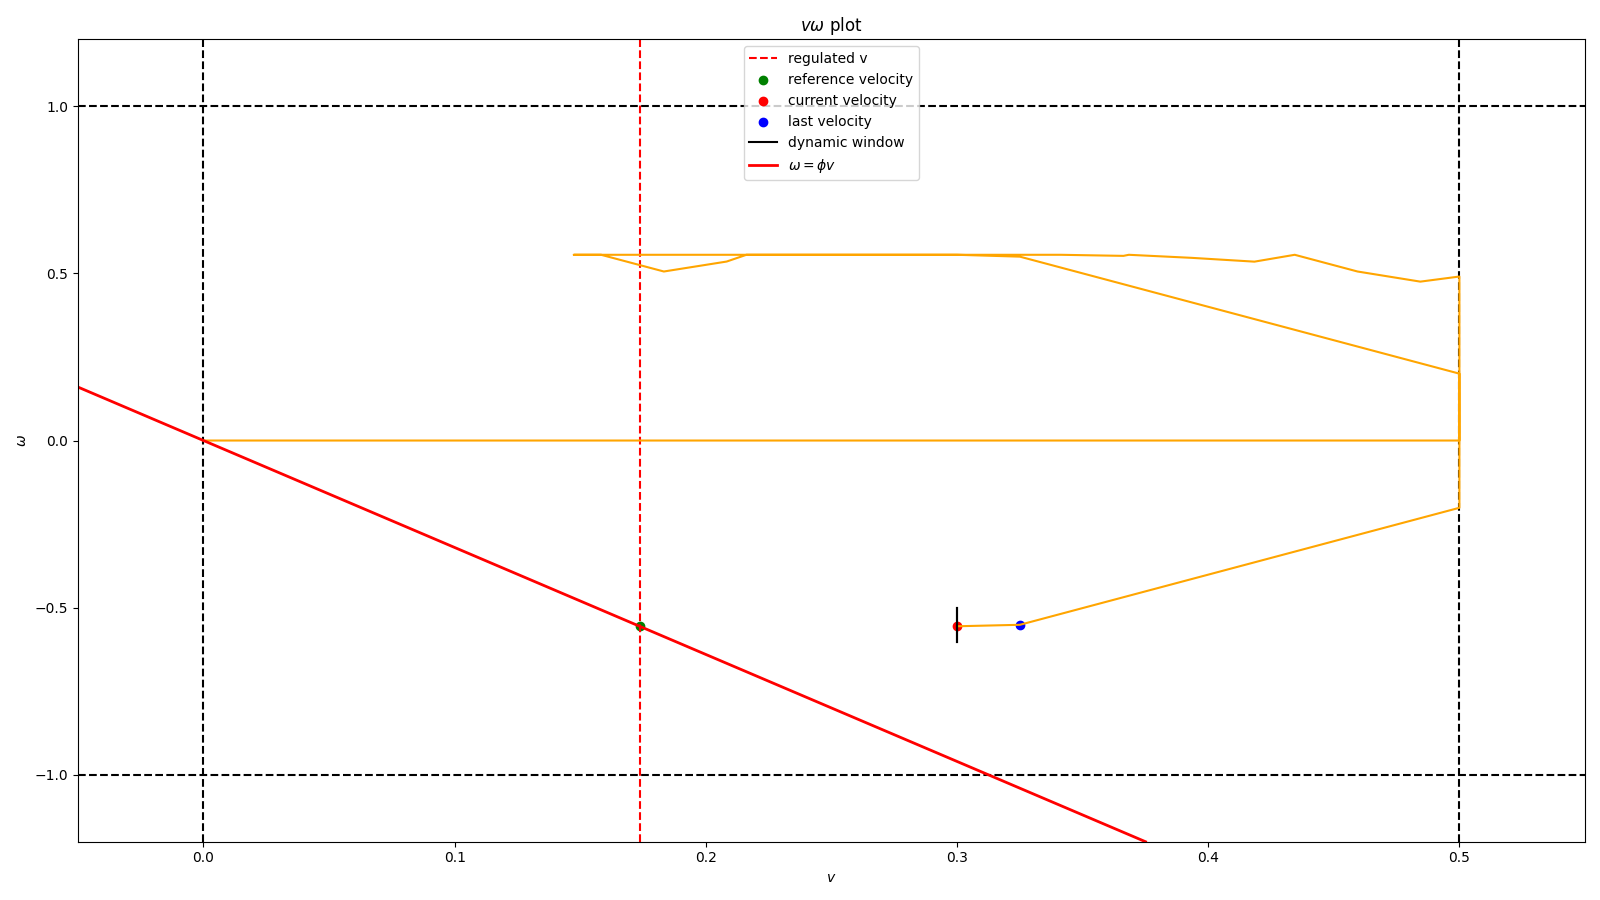 vω plot
regulated v
reference velocity
current velocity
last velocity
dynamic window
ω = ϕv
1.0
0.5
0.0
−0.5
−1.0
ω
0.0 0.1 0.2 0.3 0.4 0.5
v